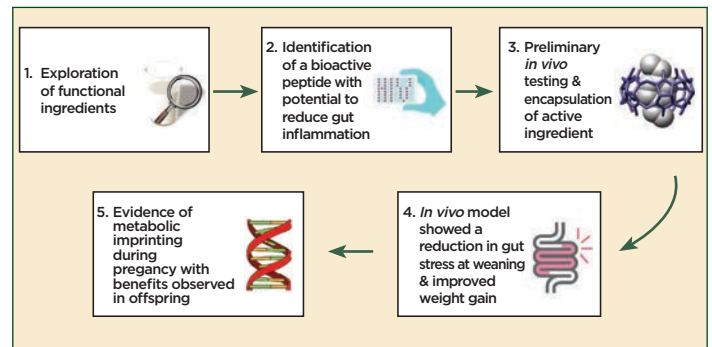 1. Exploration
of functional
ingredients
2. Identification
of a bioactive
peptide with
potential to
reduce gut
inflammation
3. Preliminary
in vivo
testing &
encapsulation
of active
ingredient
4. In vivo model
showed a
reduction in gut
stress at weaning
& improved
weight gain
5. Evidence of
metabolic
imprinting
during
pregancy with
benefits observed
in offspring